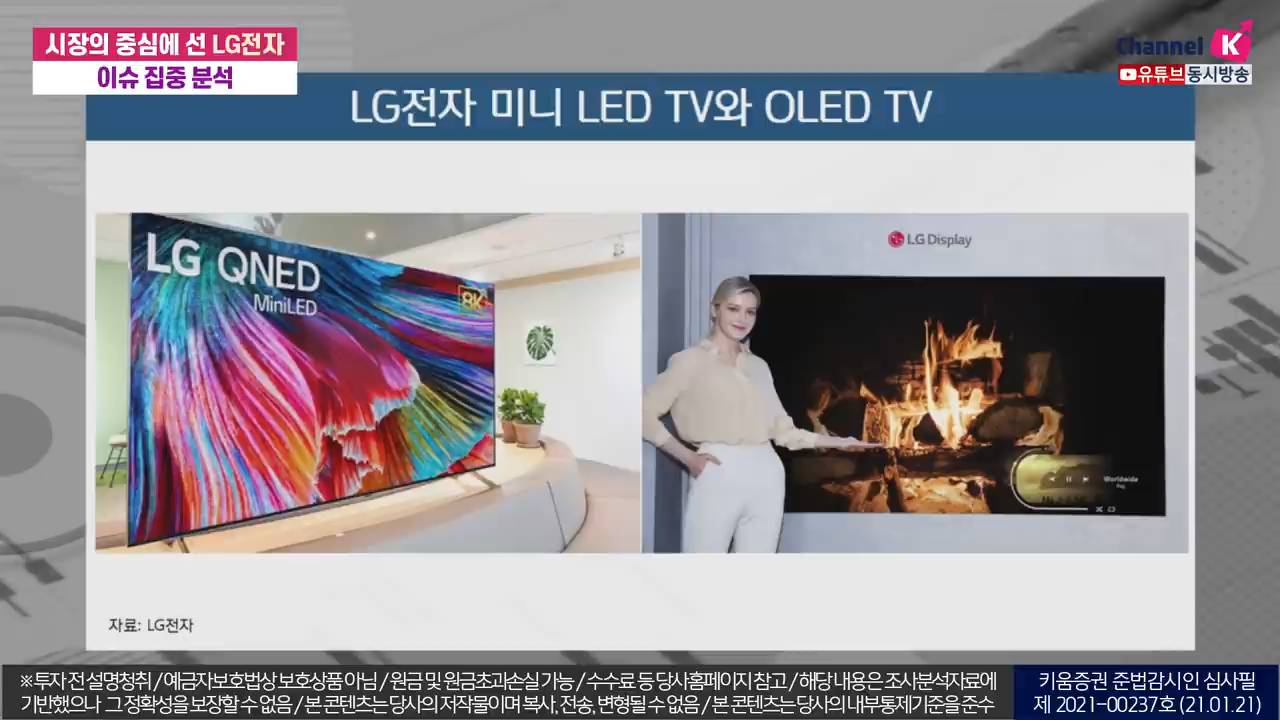 시장의 중심에 선 LG전자
이슈 집중 분석
Channel K
유튜브동시방송
LG전자 미니 LED TV와 OLED TV
LG QNED
MiniLED
8K
LG Display
Worldwide
자료: LG전자
※ 투자 전 설명청취 / 예금자보호법상 보호상품 아님 / 원금 및 원금초과손실 가능 / 수수료 등 당사홈페이지 참고 / 해당 내용은 조사분석자료에
기반했으나 그 정확성을 보장할 수 없음 / 본 콘텐츠는 당사의 저작물이며 복사, 전송, 변형될 수 없음 / 본 콘텐츠는 당사의 내부통제기준을 준수
키움증권 준법감시인 심사필
제 2021-00237호 (21.01.21)